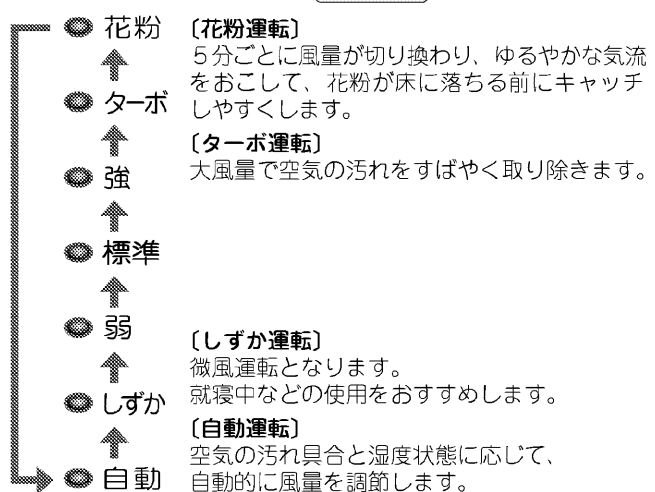 花粉
〔花粉運転〕
５分ごとに風量が切り換わり、ゆるやかな気流
をおこして、花粉が床に落ちる前にキャッチ
しやすくします。
ターボ
〔ターボ運転〕
大風量で空気の汚れをすばやく取り除きます。
強
標準
弱
〔しずか運転〕
微風運転となります。
就寝中などの使用をおすすめします。
しずか
〔自動運転〕
空気の汚れ具合と湿度状態に応じて、
自動的に風量を調節します。
自動